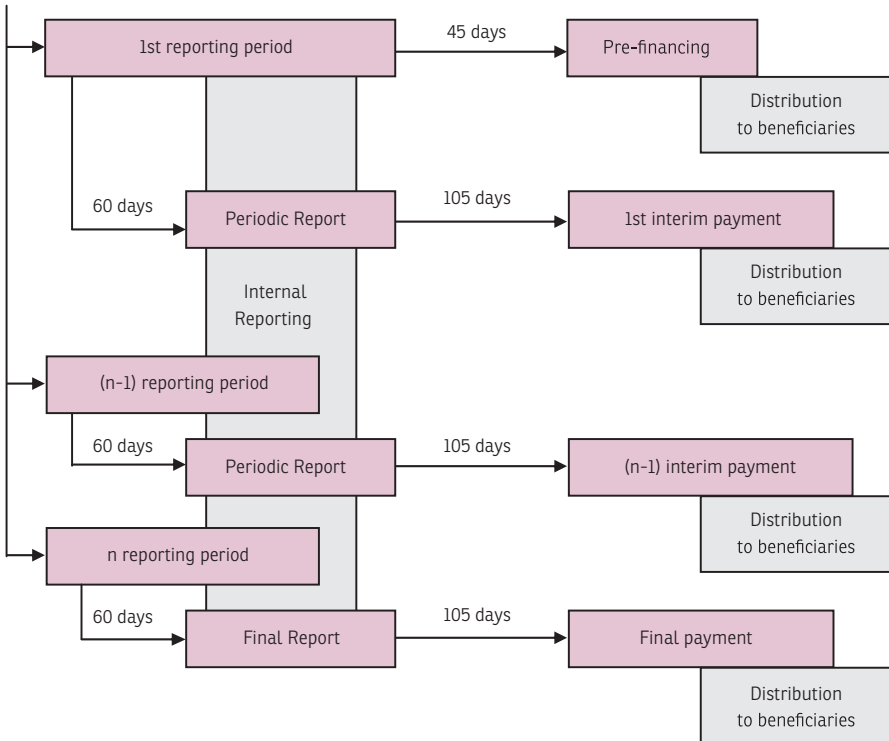 1st reporting period
45 days
Pre-financing
Distribution
to beneficiaries
60 days
Periodic Report
105 days
1st interim payment
Distribution
to beneficiaries
Internal
Reporting
(n-1) reporting period
60 days
Periodic Report
105 days
(n-1) interim payment
Distribution
to beneficiaries
n reporting period
60 days
Final Report
105 days
Final payment
Distribution
to beneficiaries